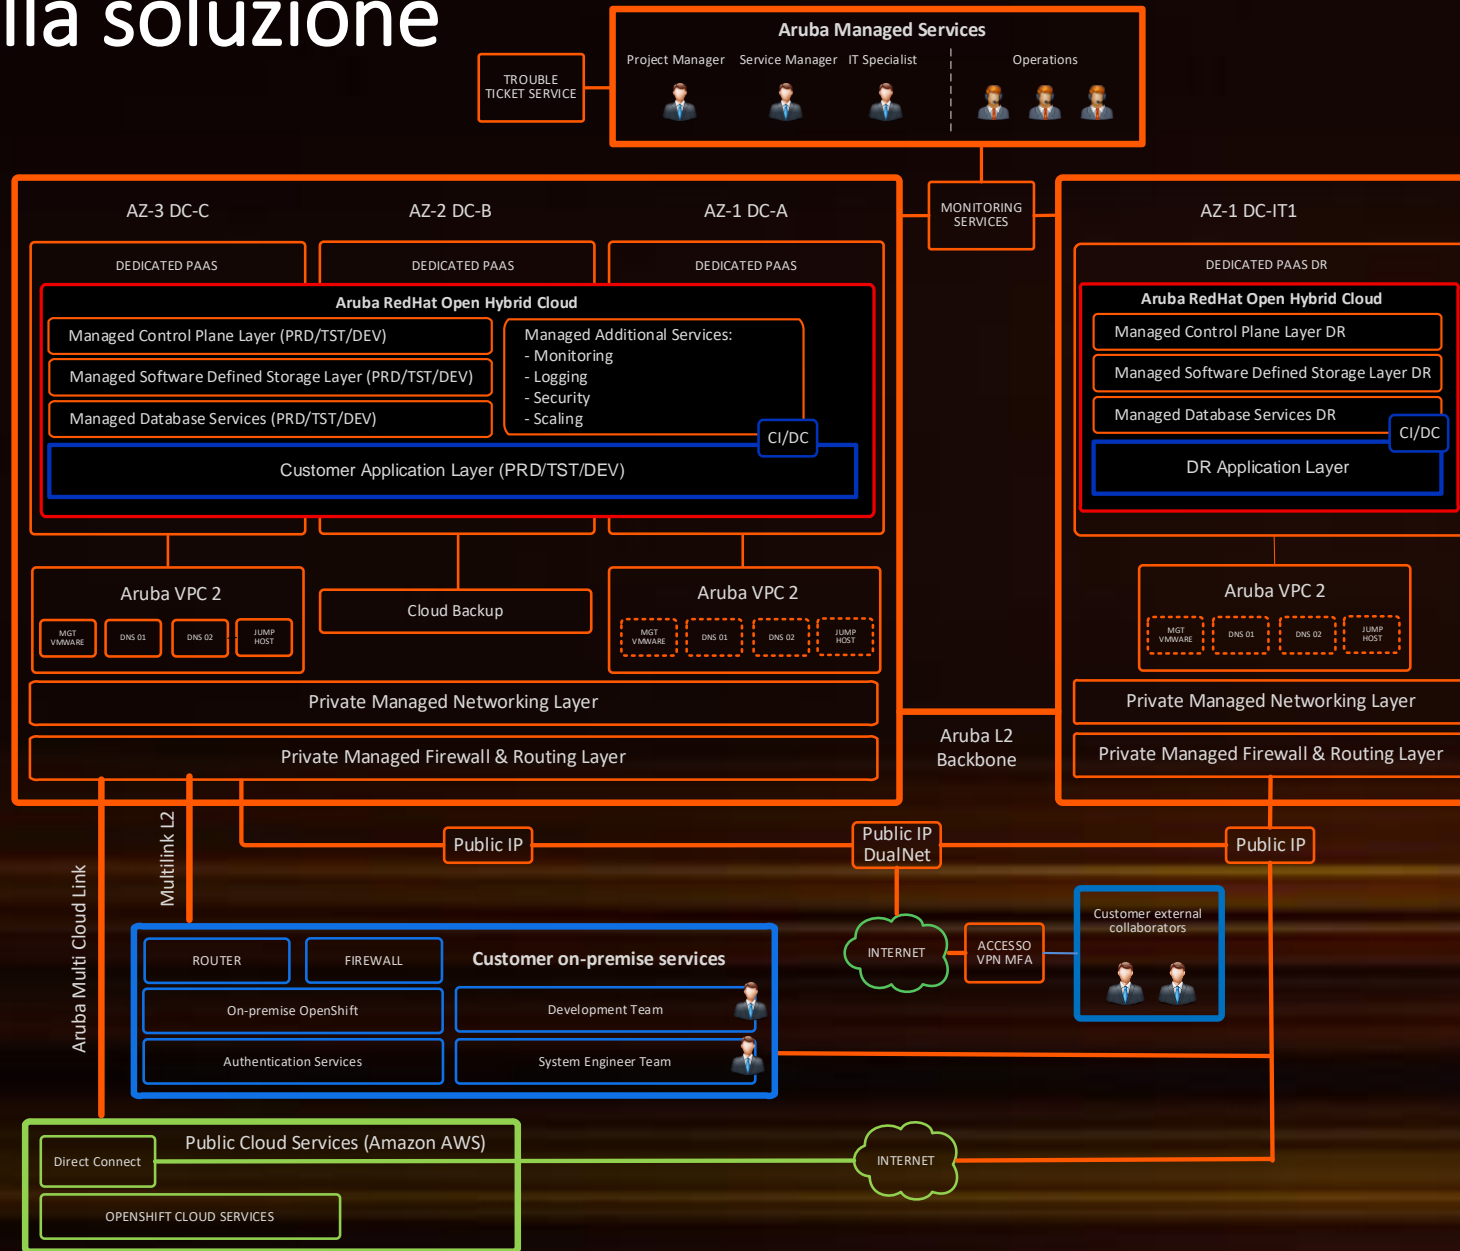 lla soluzione
Aruba Managed Services
Project Manager
Service Manager
IT Specialist
Operations
TROUBLE
TICKET SERVICE
MONITORING
SERVICES
AZ-3 DC-C
AZ-2 DC-B
AZ-1 DC-A
AZ-1 DC-IT1
DEDICATED PAAS
DEDICATED PAAS
DEDICATED PAAS
DEDICATED PAAS DR
Aruba RedHat Open Hybrid Cloud
Managed Control Plane Layer (PRD/TST/DEV)
Managed Software Defined Storage Layer (PRD/TST/DEV)
Managed Database Services (PRD/TST/DEV)
Managed Additional Services:
- Monitoring
- Logging
- Security
- Scaling
CI/DC
Customer Application Layer (PRD/TST/DEV)
Aruba RedHat Open Hybrid Cloud
Managed Control Plane Layer DR
Managed Software Defined Storage Layer DR
Managed Database Services DR
CI/DC
DR Application Layer
Aruba VPC 2
MGT
VMWARE
DNS 01
DNS 02
JUMP
HOST
Cloud Backup
Aruba VPC 2
MGT
VMWARE
DNS 01
DNS 02
JUMP
HOST
Aruba VPC 2
MGT
VMWARE
DNS 01
DNS 02
JUMP
HOST
Private Managed Networking Layer
Private Managed Firewall & Routing Layer
Aruba L2
Backbone
Private Managed Networking Layer
Private Managed Firewall & Routing Layer
Aruba Multi Cloud Link
Multilink L2
Public IP
Public IP
DualNet
Public IP
INTERNET
ACCESSO
VPN MFA
Customer external
collaborators
ROUTER
FIREWALL
Customer on-premise services
On-premise OpenShift
Development Team
Authentication Services
System Engineer Team
Public Cloud Services (Amazon AWS)
Direct Connect
INTERNET
OPENSHIFT CLOUD SERVICES